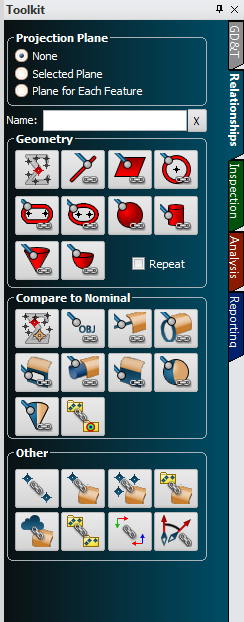 Toolkit
Projection Plane
None
Selected Plane
Plane for Each Feature
Name:
X
Geometry
Repeat
Compare to Nominal
OBJ
Other
GD&T
Relationships
Inspection
Analysis
Reporting